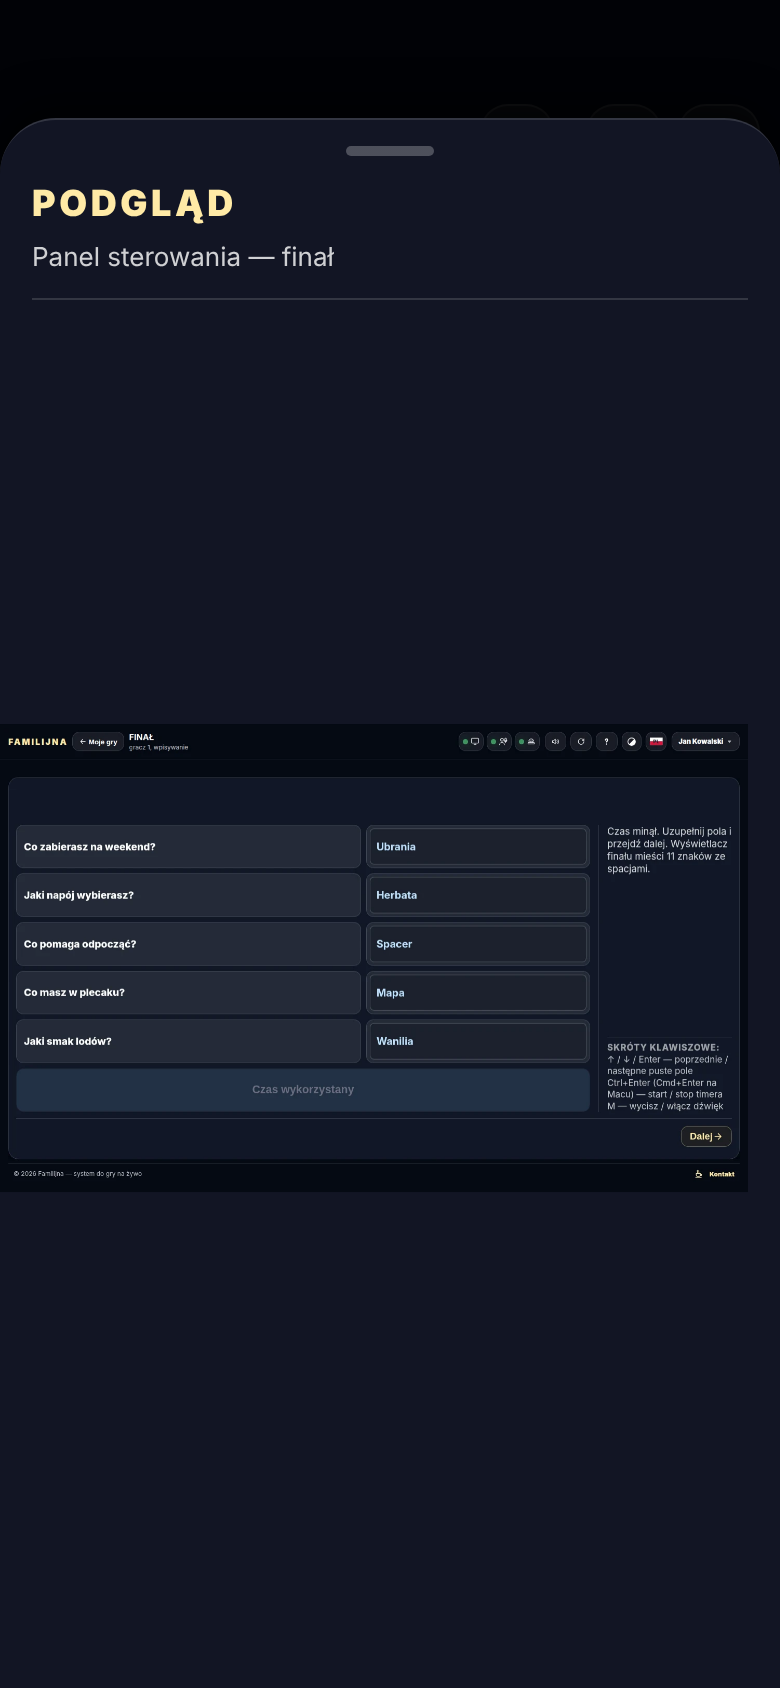 PODGLĄD
Panel sterowania — finał
FAMILIJNA
← Moje gry
FINAŁ
gracz 1, wpisywanie
Jan Kowalski
Co zabierasz na weekend?
Ubrania
Jaki napój wybierasz?
Herbata
Co pomaga odpocząć?
Spacer
Co masz w plecaku?
Mapa
Jaki smak lodów?
Wanilia
Czas wykorzystany
Czas minął. Uzupełnij pola i
przejdź dalej. Wyświetlacz
finału mieści 11 znaków ze
spacjami.
SKRÓTY KLAWISZOWE:
↑ / ↓ / Enter — poprzednie /
następne puste pole
Ctrl+Enter (Cmd+Enter na
Macu) — start / stop timera
M — wycisz / włącz dźwięk
Dalej →
© 2026 Familijna — system do gry na żywo
Kontakt